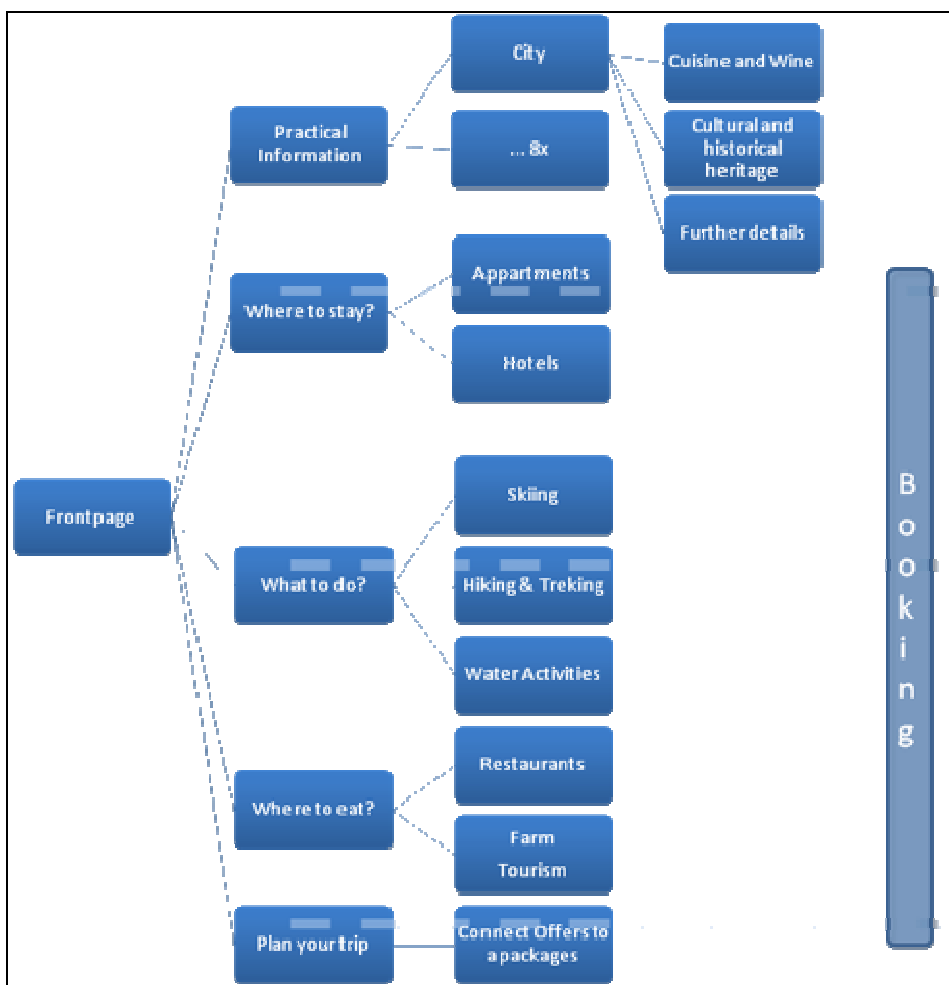 Frontpage
Practical
Information
City
... 8x
Cuisine and Wine
Cultural and
historical
heritage
Further details
Where to stay?
Appartments
Hotels
What to do?
Skiing
Hiking & Treking
Water Activities
Where to eat?
Restaurants
Farm
Tourism
Plan your trip
Connect Offers to
a packages
B
o
o
k
i
n
g